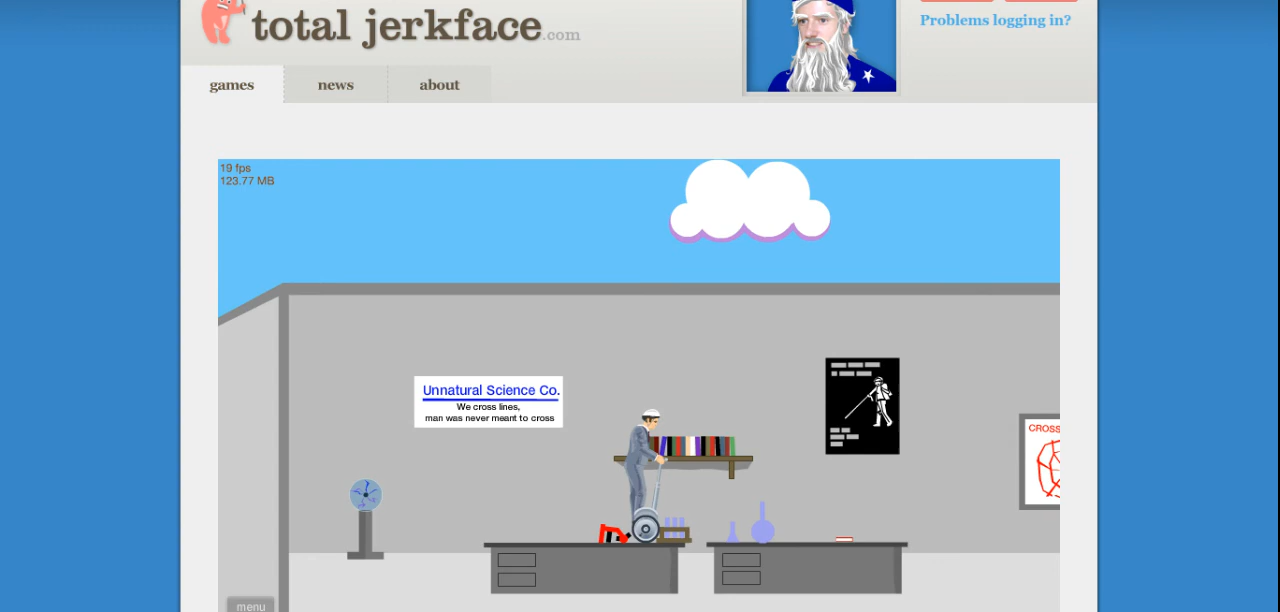 total jerkface.com
Problems logging in?
games
news
about
19 fps
123.77 MB
Unnatural Science Co.
We cross lines,
man was never meant to cross
CROSS
menu